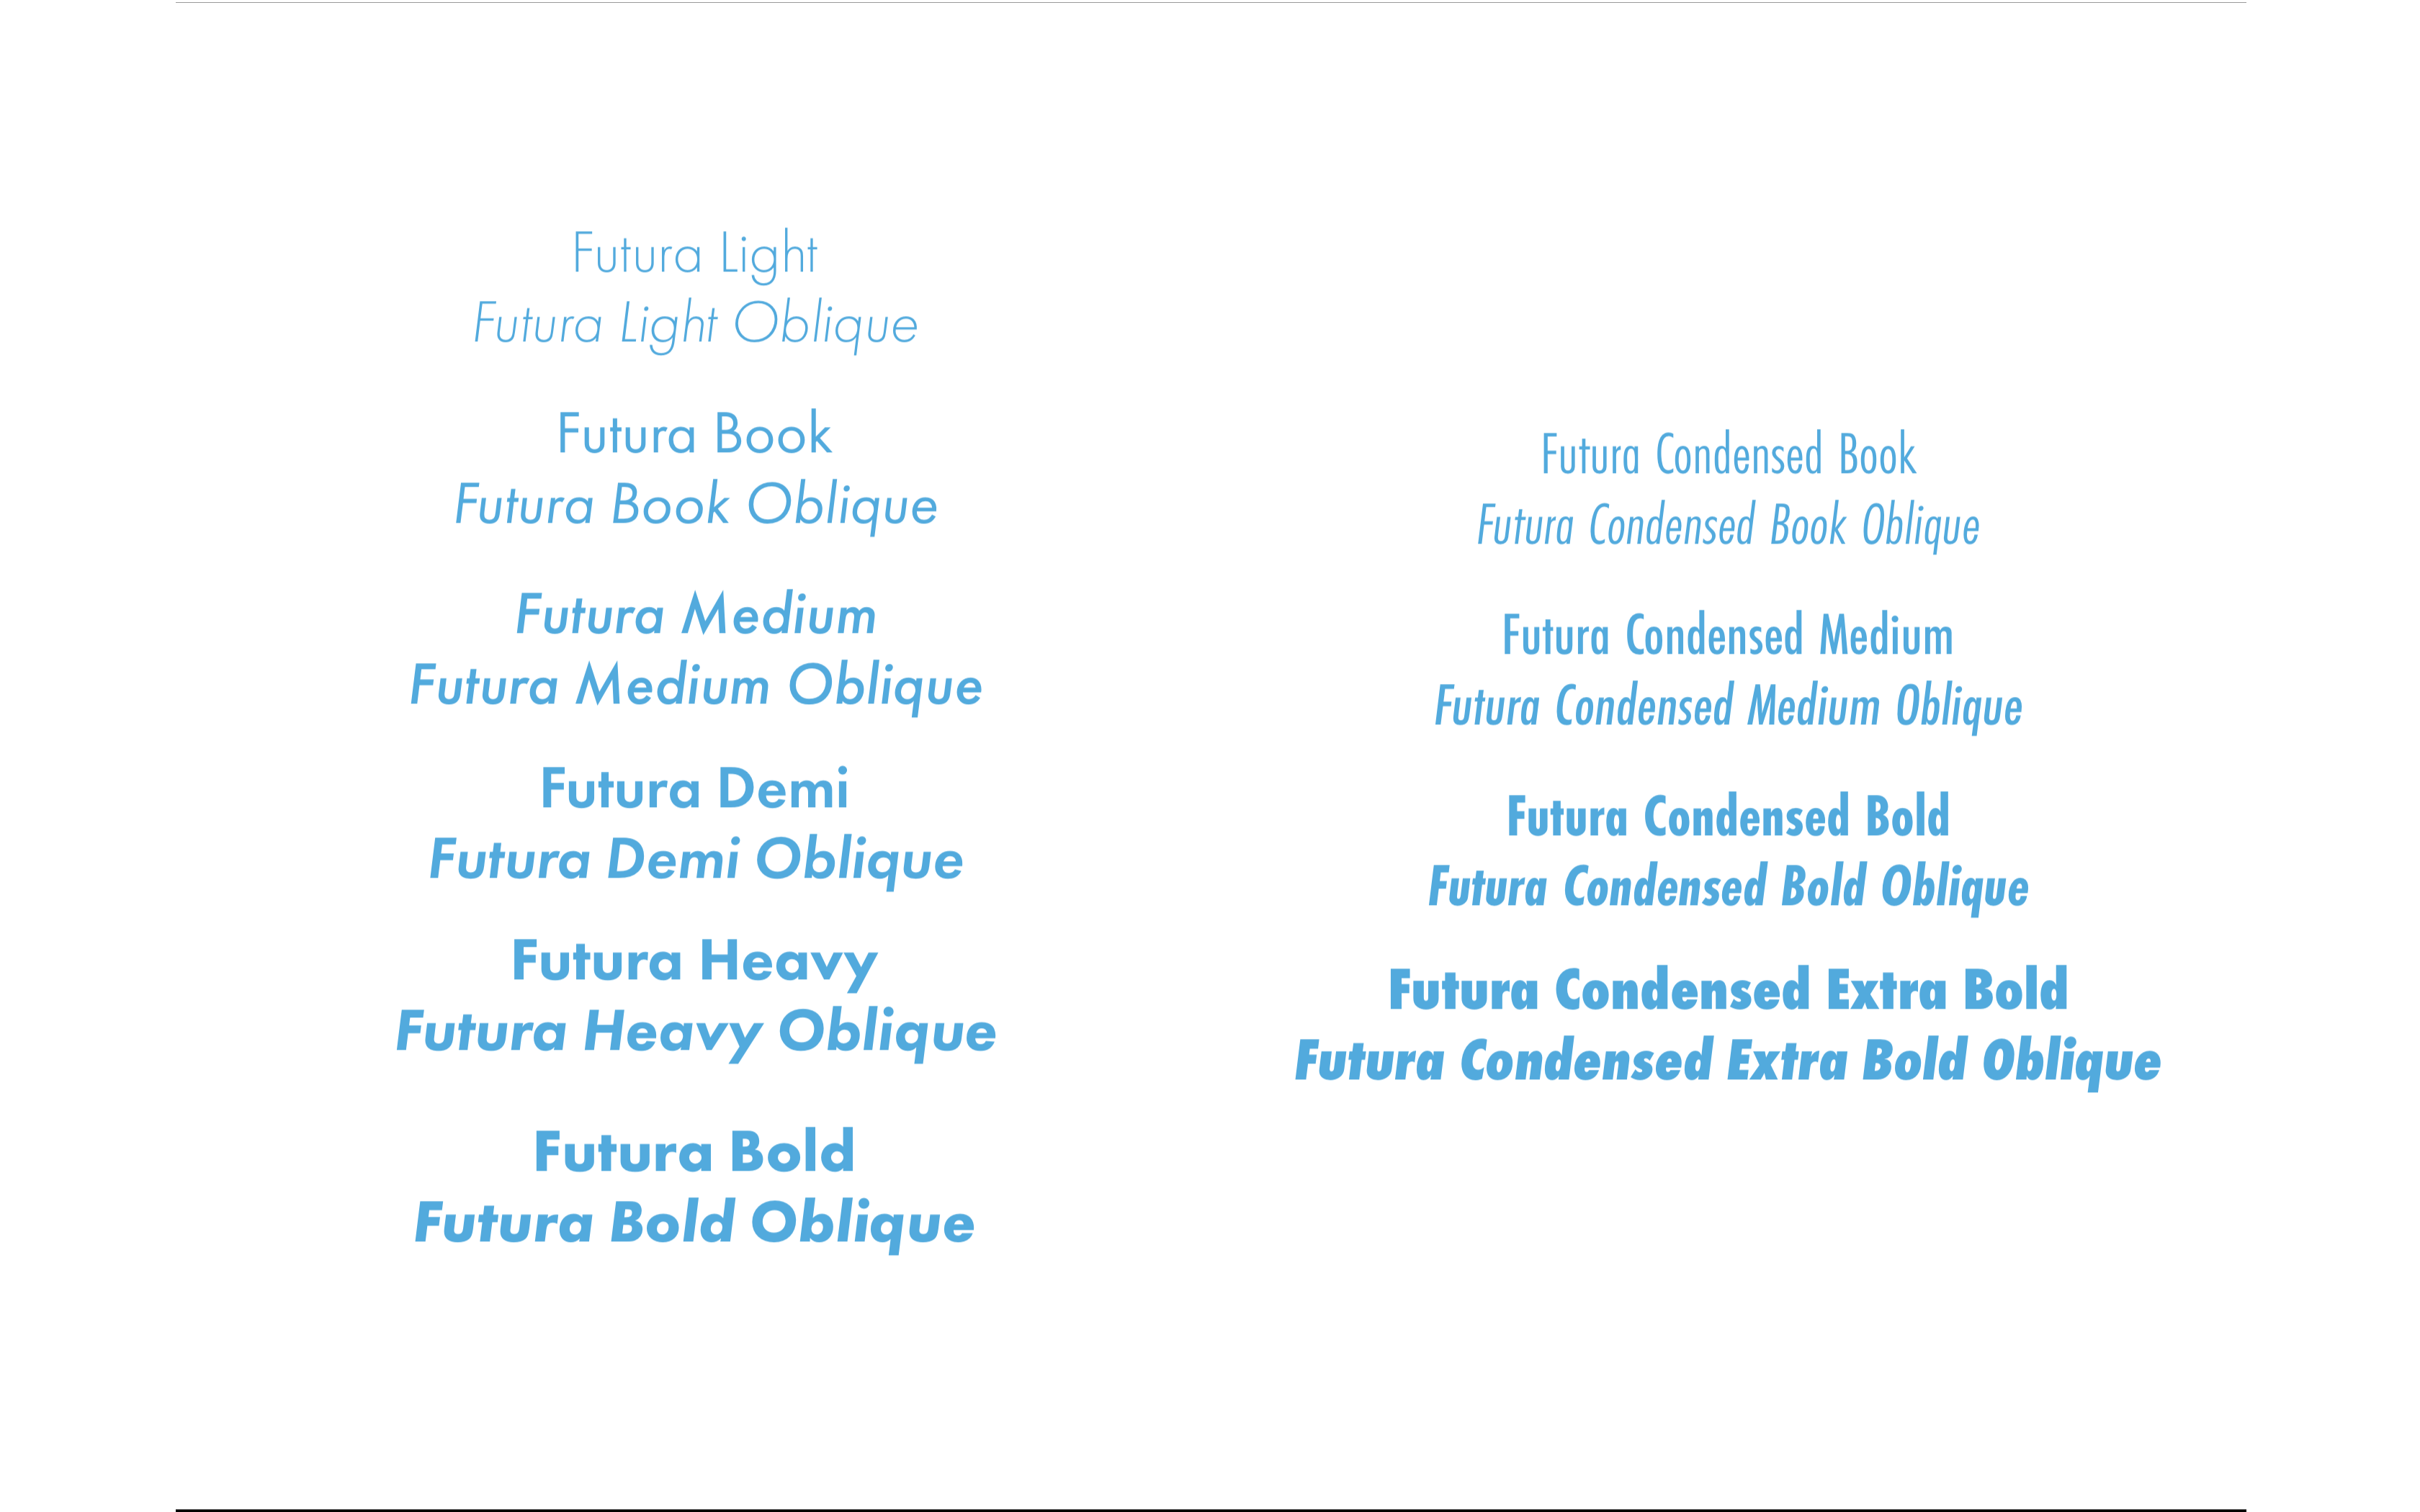 Futura Light
Futura Light Oblique
Futura Book
Futura Book Oblique
Futura Medium
Futura Medium Oblique
Futura Demi
Futura Demi Oblique
Futura Heavy
Futura Heavy Oblique
Futura Bold
Futura Bold Oblique
Futura Condensed Book
Futura Condensed Book Oblique
Futura Condensed Medium
Futura Condensed Medium Oblique
Futura Condensed Bold
Futura Condensed Bold Oblique
Futura Condensed Extra Bold
Futura Condensed Extra Bold Oblique